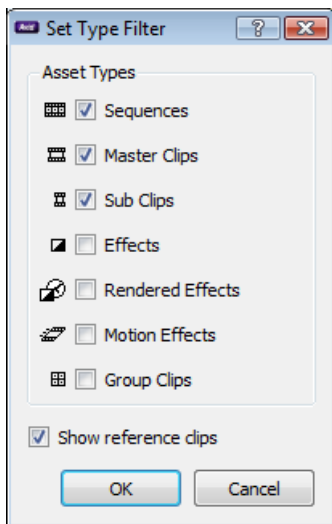 Avid Set Type Filter
Asset Types
Sequences
Master Clips
Sub Clips
Effects
Rendered Effects
Motion Effects
Group Clips
Show reference clips
OK Cancel